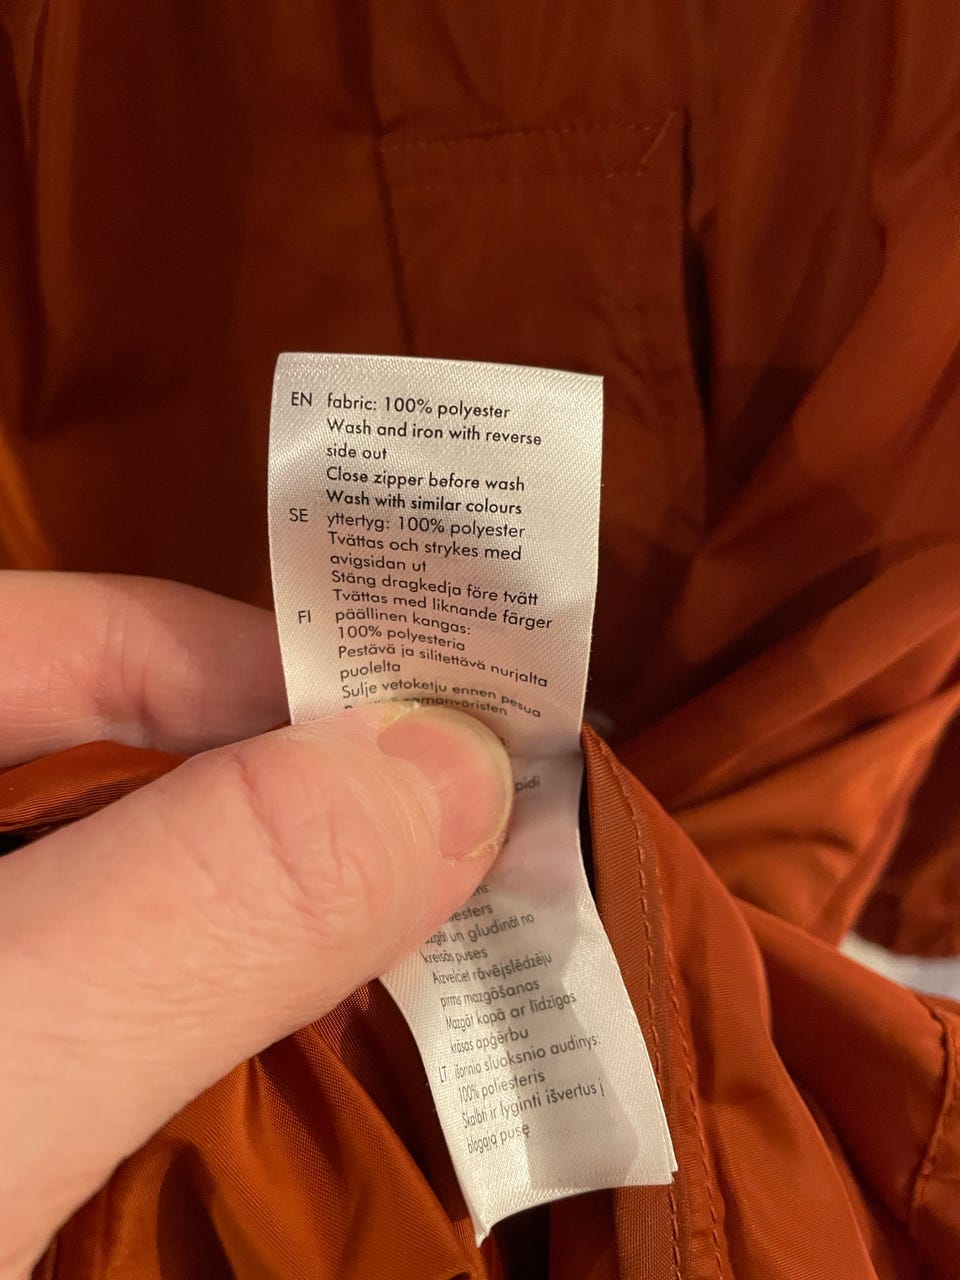 EN fabric: 100% polyester
Wash and iron with reverse
side out
Close zipper before wash
Wash with similar colours
SE yttertyg: 100% polyester
Tvättas och strykes med
avigsidan ut
Stäng dragkedja före tvätt
Tvättas med liknande färger
FI päällinen kangas:
100% polyesteria
Pestävä ja silitettävä nurjalta
puolelta
Sulje vetoketju ennen pesua
un gludināt no
kreisās puses
Aizvelciet rāvējslēdzēju
pirms mazgāšanas
Mazgāt kopā ar līdzīgas
krāsas apģērbu
LT išorinio sluoksnio audinys:
100% poliesteris
Skalbti ir lyginti išvertus į
blogąją pusę